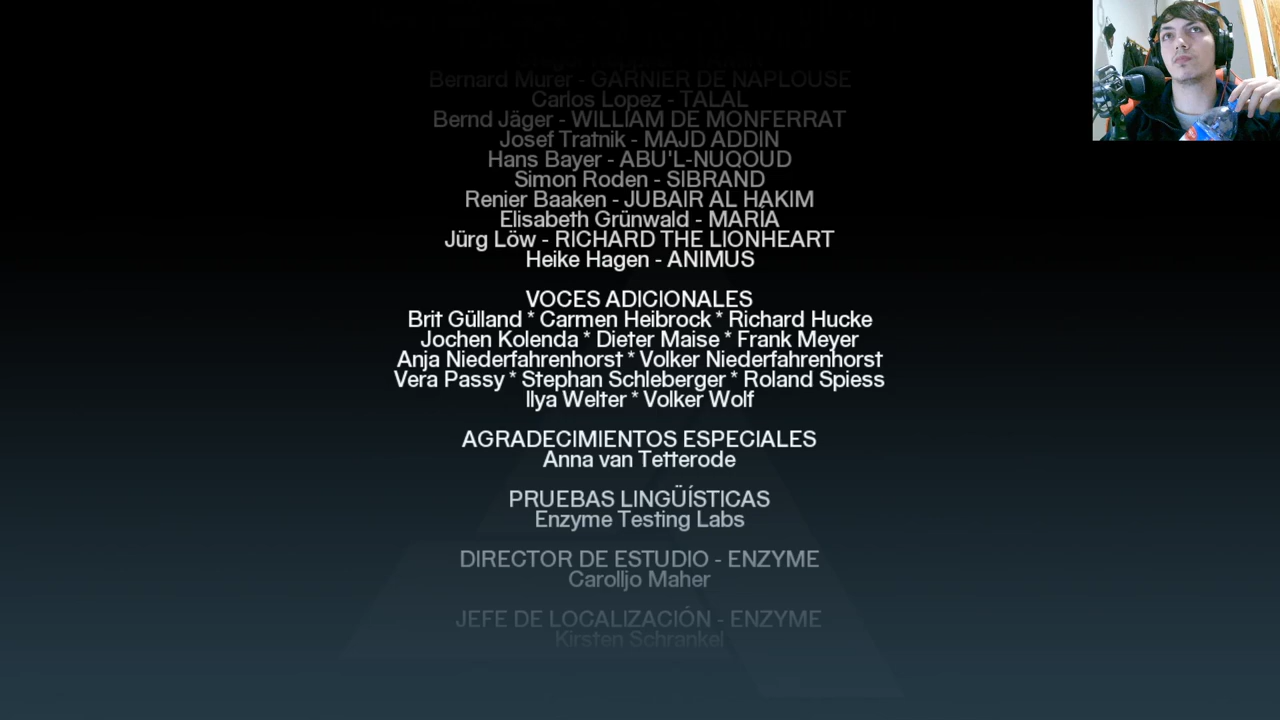 Bernard Murer - GARNIER DE NAPLOUSE
Carlos Lopez - TALAL
Bernd Jäger - WILLIAM DE MONFERRAT
Josef Tratnik - MAJD ADDIN
Hans Bayer - ABU'L-NUQOUD
Simon Roden - SIBRAND
Renier Baaken - JUBAIR AL HAKIM
Elisabeth Grünwald - MARÍA
Jürg Löw - RICHARD THE LIONHEART
Heike Hagen - ANIMUS
VOCES ADICIONALES
Brit Gülland * Carmen Heibrock * Richard Hucke
Jochen Kolenda * Dieter Maise * Frank Meyer
Anja Niederfahrenhorst * Volker Niederfahrenhorst
Vera Passy * Stephan Schleberger * Roland Spiess
Ilya Welter * Volker Wolf
AGRADECIMIENTOS ESPECIALES
Anna van Tetterode
PRUEBAS LINGÜÍSTICAS
Enzyme Testing Labs
DIRECTOR DE ESTUDIO - ENZYME
Carolljo Maher
JEFE DE LOCALIZACIÓN - ENZYME
Kirsten Schrankel